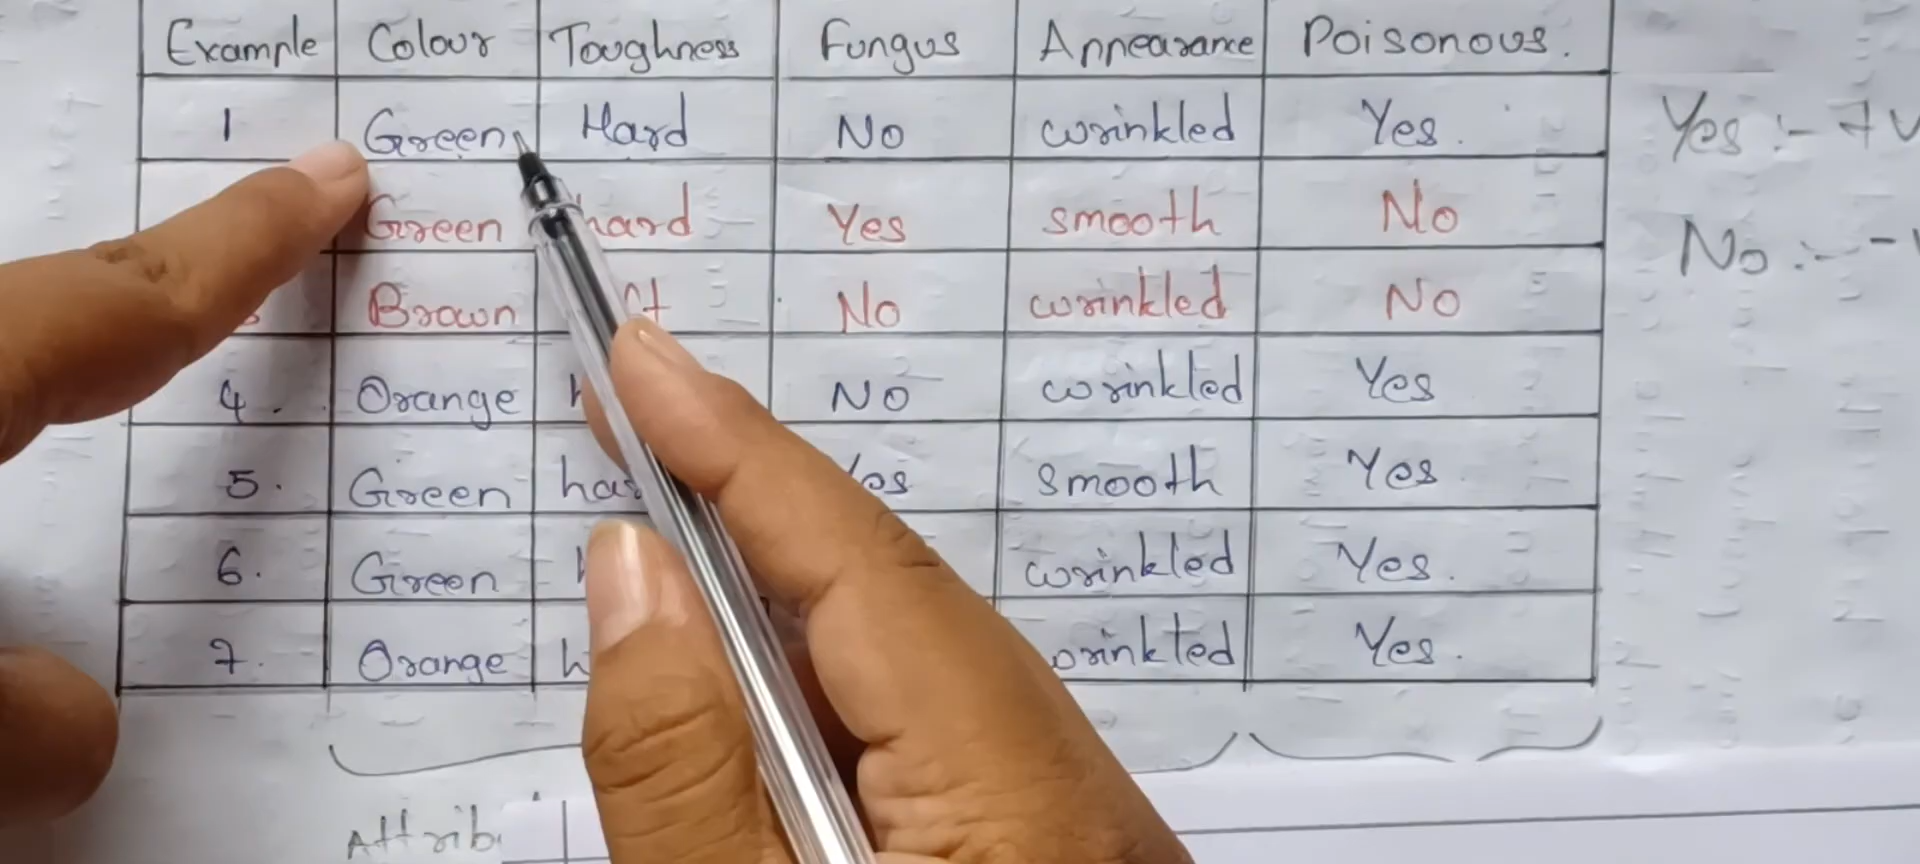 Example Colour Toughness Fungus Appearance Poisonous.
1 Green Hard No wrinkled Yes.
Green hard Yes smooth No
Brown No wrinkled No
4. Orange No wrinkled Yes
5. Green Yes smooth Yes
6. Green wrinkled Yes.
7. Orange wrinkled Yes.
Yes :- +v
No :- -v